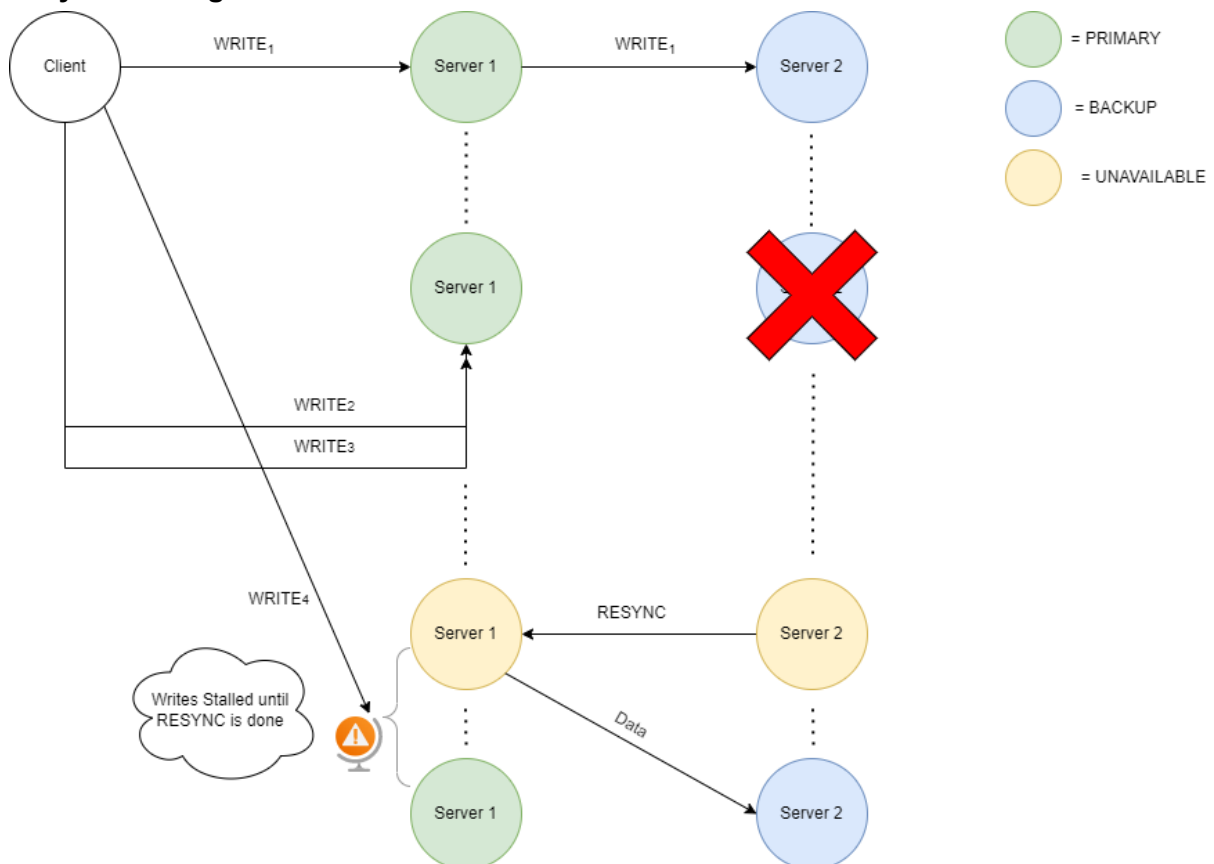 Client
WRITE1
Server 1
WRITE1
Server 2
= PRIMARY
= BACKUP
= UNAVAILABLE
Server 1
WRITE2
WRITE3
WRITE4
Server 1
RESYNC
Server 2
Writes Stalled until
RESYNC is done
Data
Server 1
Server 2